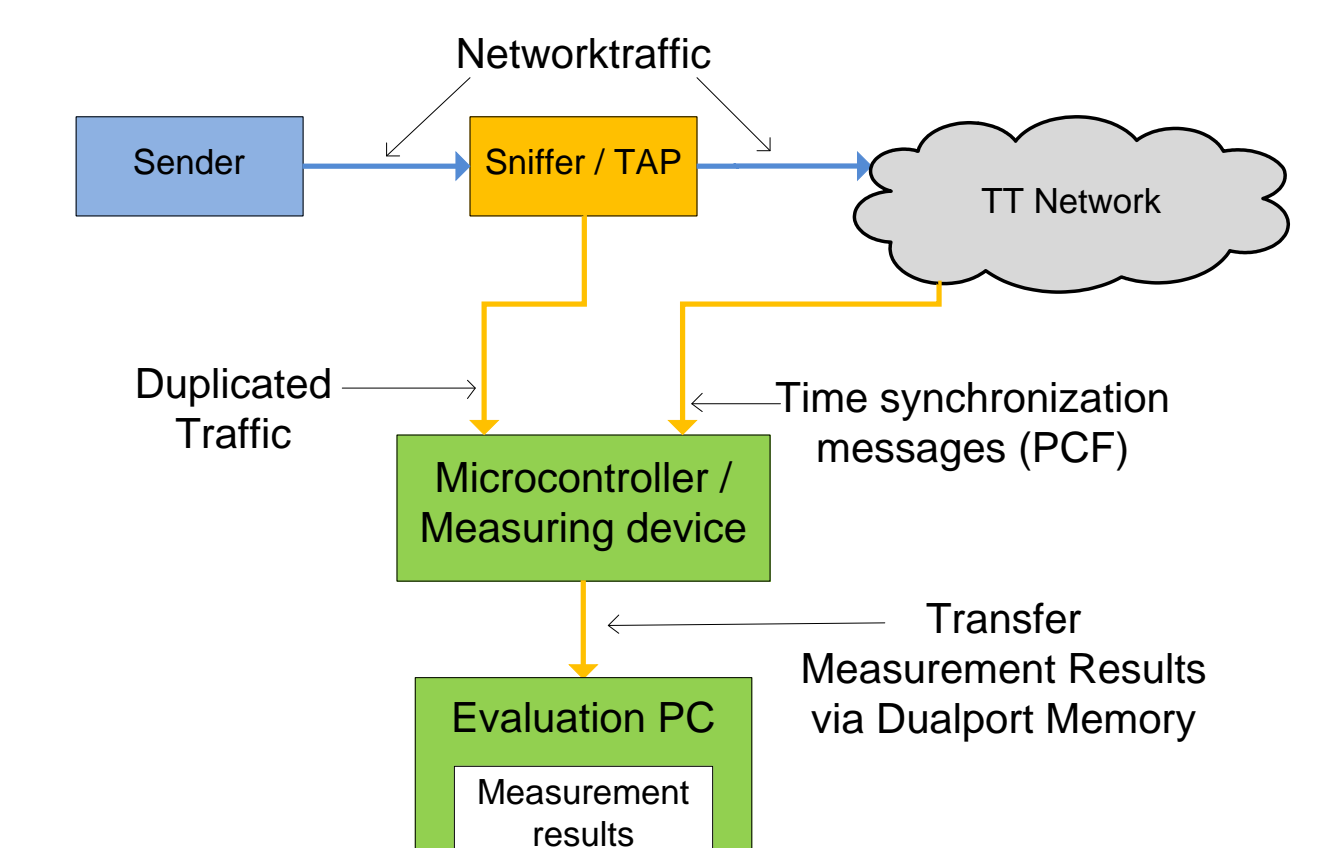 Networktraffic
Sender
Sniffer / TAP
TT Network
Duplicated
Traffic
Time synchronization
messages (PCF)
Microcontroller /
Measuring device
Transfer
Measurement Results
via Dualport Memory
Evaluation PC
Measurement
results